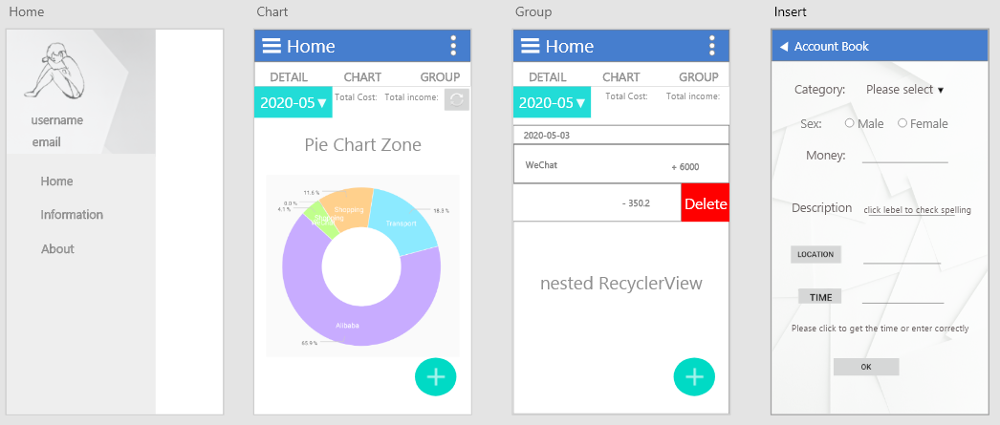 Home
username
email
Home
Information
About
Chart
Home
DETAIL CHART GROUP
2020-05 ▼ Total Cost: Total income:
Pie Chart Zone
11.6 %
0.0 %
4.1 %
18.3 %
Shopping
Shopping
Transport
Alibaba
65.9 %
Group
Home
DETAIL CHART GROUP
2020-05 ▼ Total Cost: Total income:
2020-05-03
WeChat + 6000
- 350.2 Delete
nested RecyclerView
Insert
Account Book
Category: Please select ▼
Sex: Male Female
Money:
Description click lebel to check spelling
LOCATION
TIME
Please click to get the time or enter correctly
OK